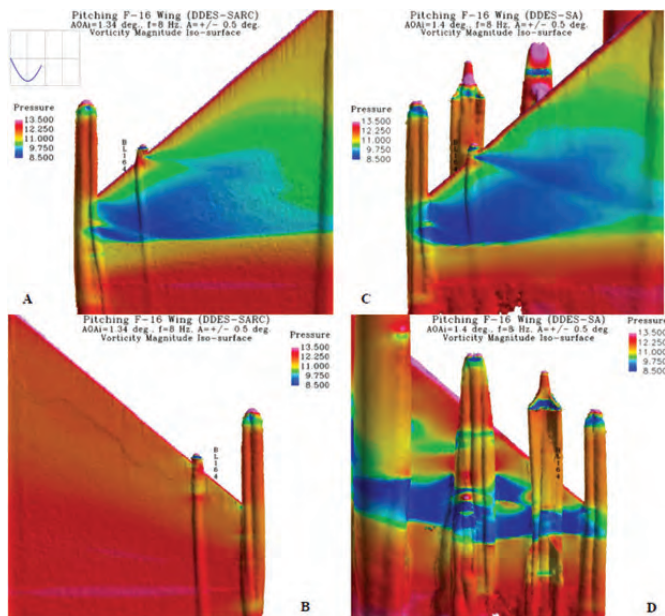 Pitching F-16 Wing (DDES-SARC)
AOAi=1.34 deg., f=8 Hz, A=+/- 0.5 deg.
Vorticity Magnitude Iso-surface
Pressure
13.500
12.250
11.000
9.750
8.500
BL164
A
Pitching F-16 Wing (DDES-SA)
AOAi=1.4 deg., f=8 Hz, A=+/- 0.5 deg.
Vorticity Magnitude Iso-surface
Pressure
13.500
12.250
11.000
9.750
8.500
BL164
C
Pitching F-16 Wing (DDES-SARC)
AOAi=1.34 deg., f=8 Hz, A=+/- 0.5 deg.
Vorticity Magnitude Iso-surface
Pressure
13.500
12.250
11.000
9.750
8.500
BL164
B
Pitching F-16 Wing (DDES-SA)
AOAi=1.4 deg., f=8 Hz, A=+/- 0.5 deg.
Vorticity Magnitude Iso-surface
Pressure
13.500
12.250
11.000
9.750
8.500
BL164
D